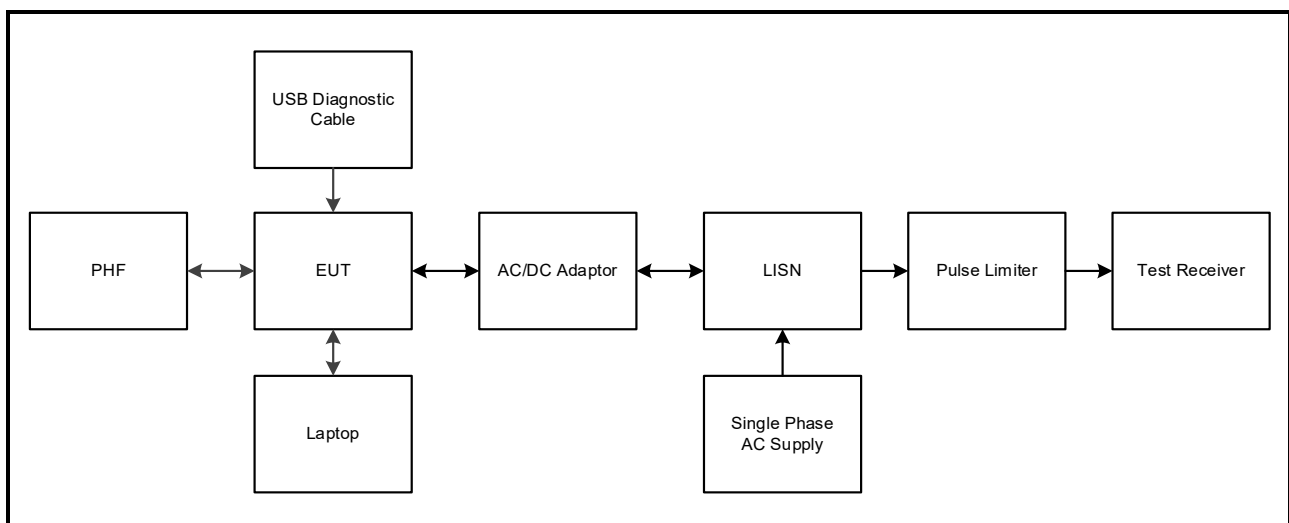 USB Diagnostic
Cable
PHF
EUT
AC/DC Adaptor
LISN
Pulse Limiter
Test Receiver
Laptop
Single Phase
AC Supply